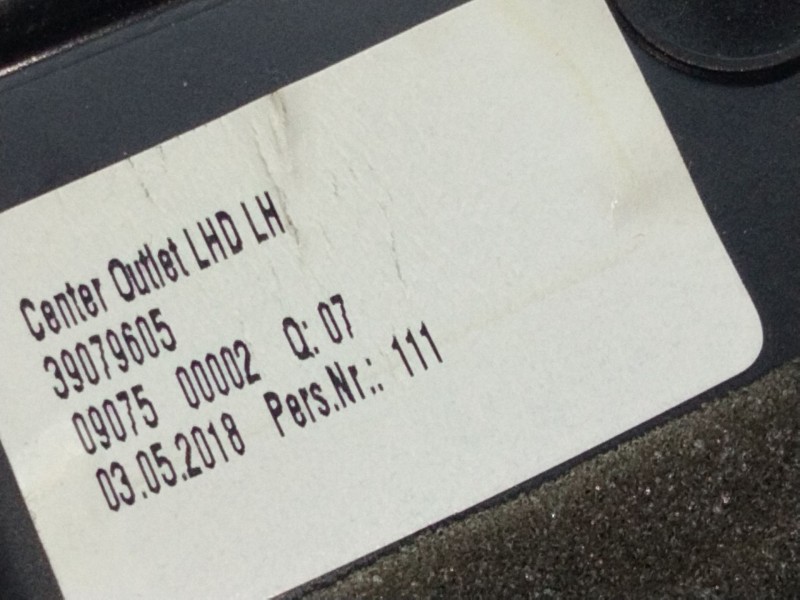 Center Outlet LHD LH
39079605
09075 00002 Q: 07
03.05.2018 Pers.Nr.: 111